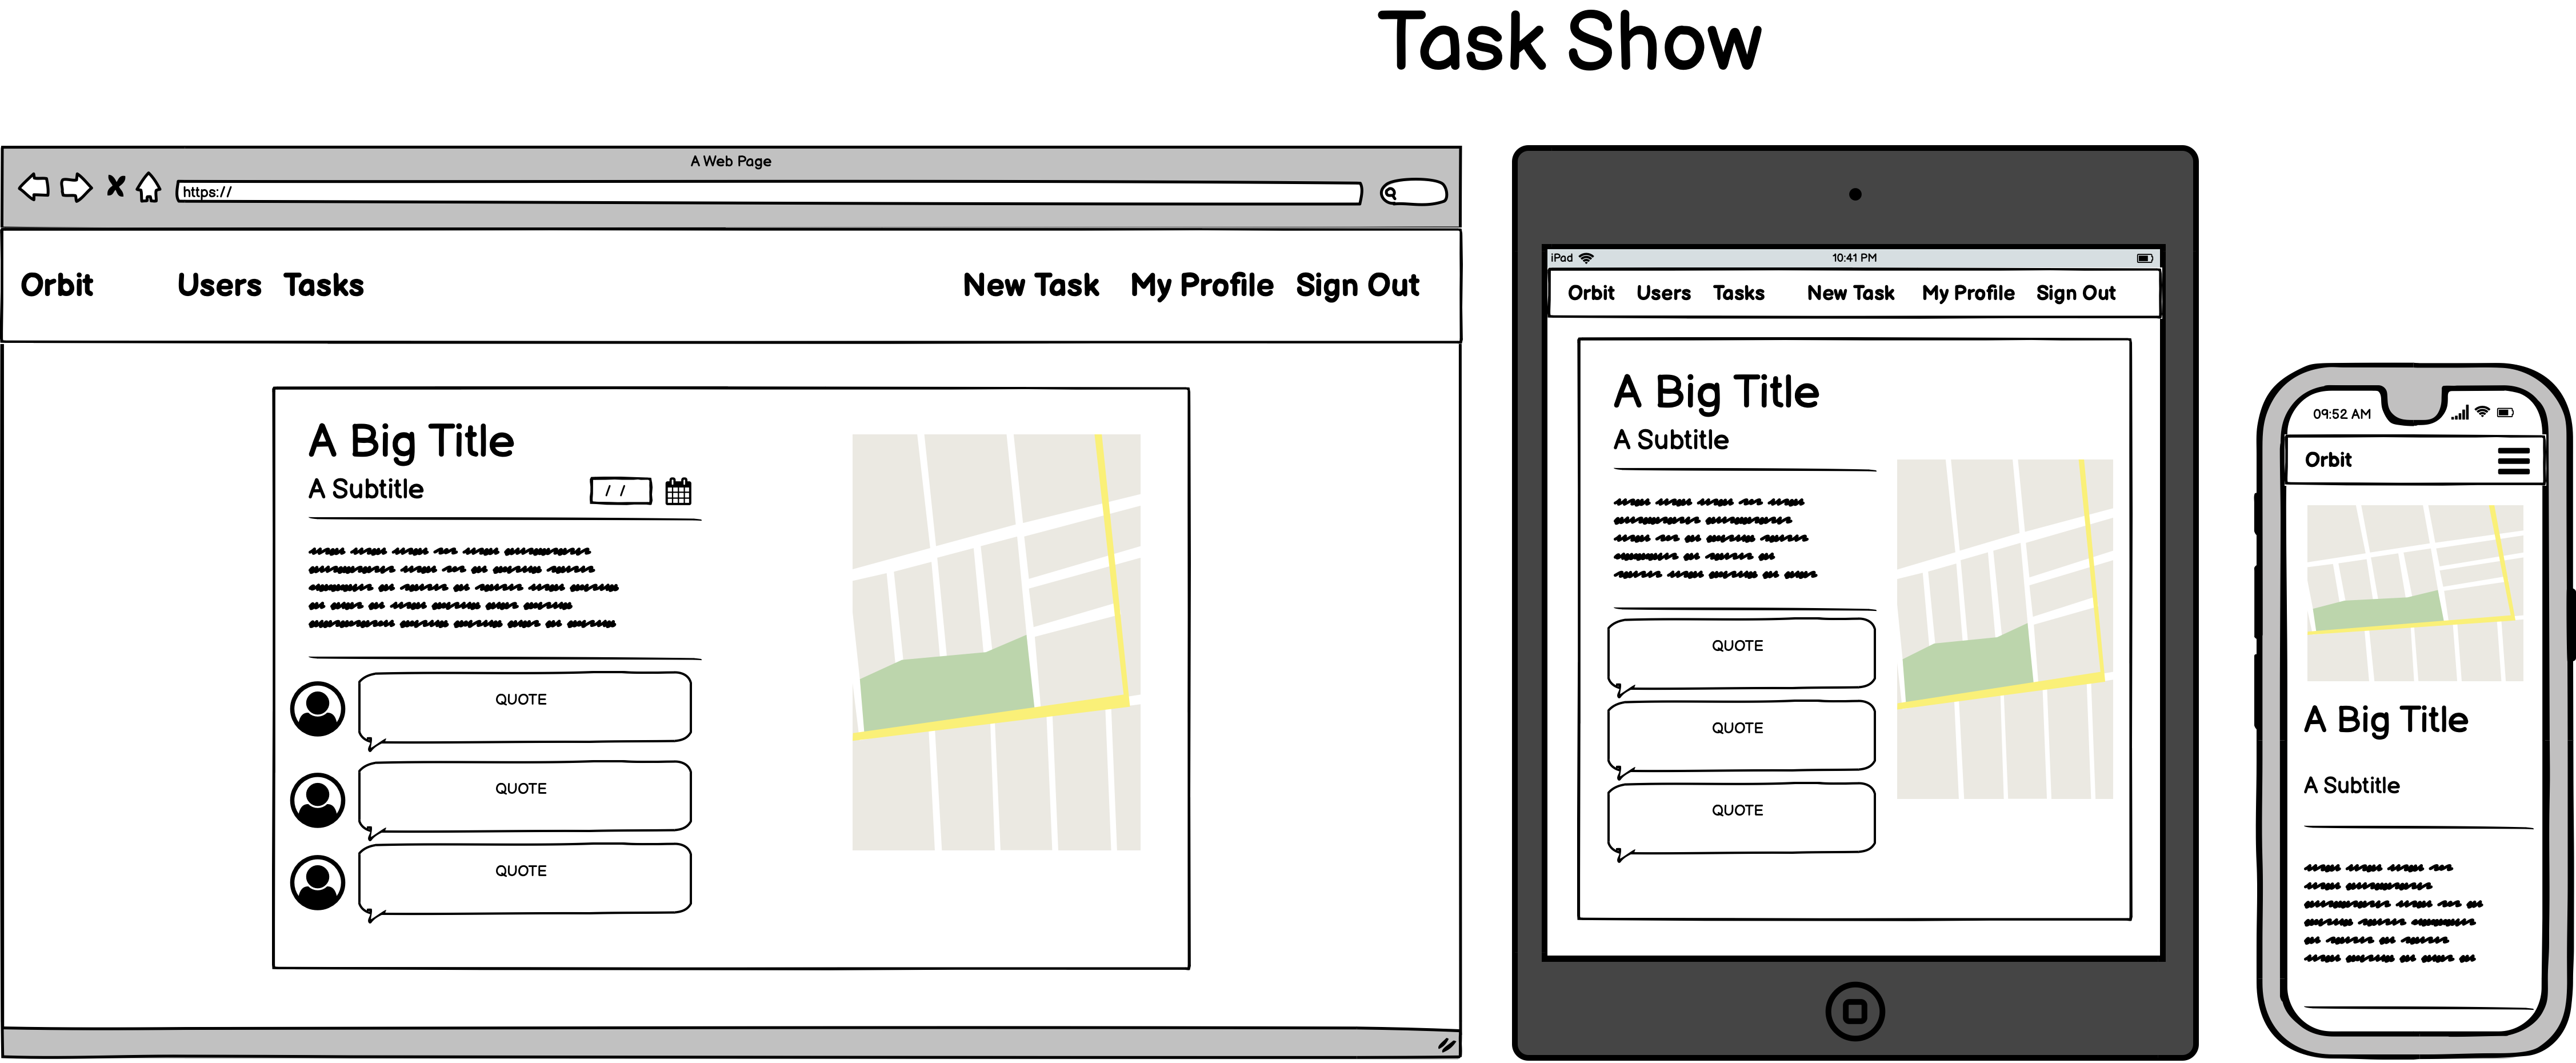 Task Show
A Web Page
https://
Orbit Users Tasks New Task My Profile Sign Out
A Big Title
A Subtitle / /
QUOTE
QUOTE
QUOTE
iPad 10:41 PM
Orbit Users Tasks New Task My Profile Sign Out
A Big Title
A Subtitle
QUOTE
QUOTE
QUOTE
09:52 AM
Orbit
A Big Title
A Subtitle